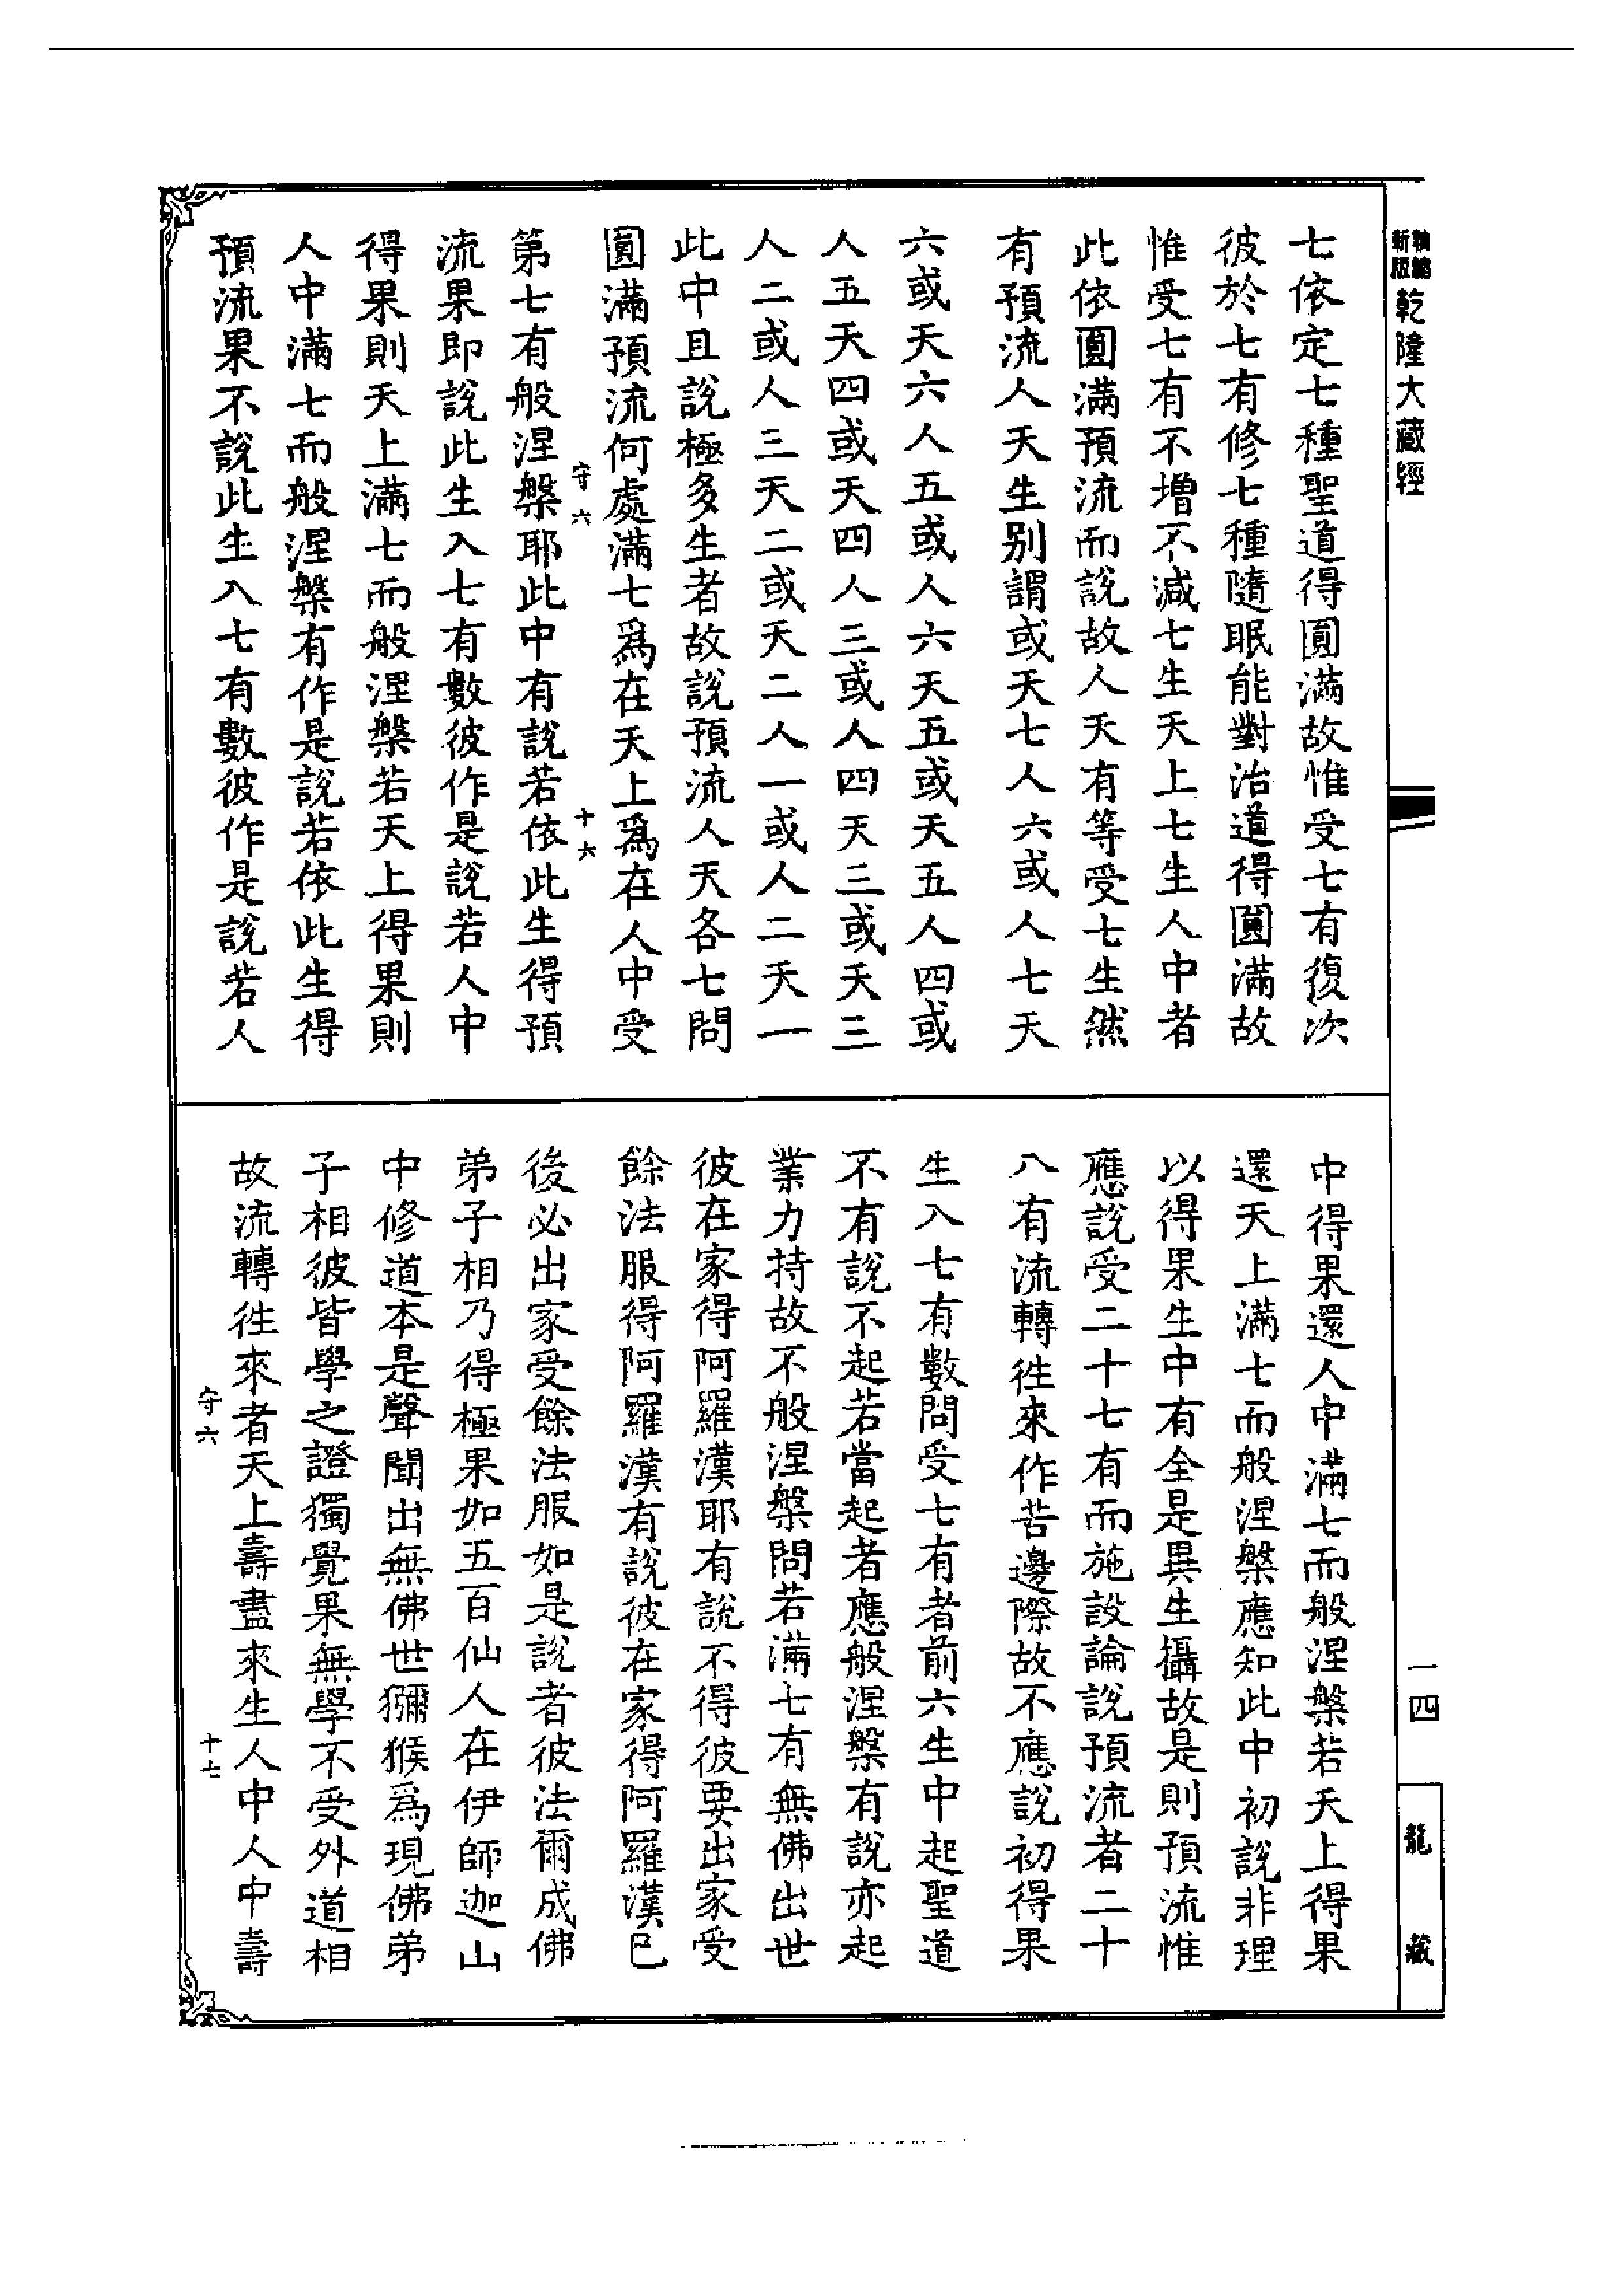 新版
乾隆大藏經
七依定七種聖道得圓滿故惟受七有復次
彼於七有修七種隨眠能對治道得圓滿故
惟受七有不增不減七生天上七生人中者
此依圓滿預流而說故人天有等受七生然
有預流人天生別謂或天七人六或人七天
六或天六人五或人六天五或天五人四或
人五天四或天四人三或人四天三或天三
人二或人三天二或天二人一或人二天一
此中且說極多生者故說預流人天各七問
圓滿預流何處滿七爲在天上爲在人中受
守六 十六
第七有般涅槃耶此中有說若依此生得預
流果即說此生入七有數彼作是說若人中
得果則天上滿七而般涅槃若天上得果則
人中滿七而般涅槃有作是說若依此生得
預流果不說此生入七有數彼作是說若人
中得果還人中滿七而般涅槃若天上得果
還天上滿七而般涅槃應知此中初說非理
以得果生中有全是異生攝故是則預流惟
應說受二十七有而施設論說預流者二十
八有流轉徃來作苦邊際故不應說初得果
生入七有數問受七有者前六生中起聖道
不有說不起若當起者應般涅槃有說亦起
業力持故不般涅槃問若滿七有無佛出世
彼在家得阿羅漢耶有說不得彼要出家受
餘法服得阿羅漢有說彼在家得阿羅漢已
後必出家受餘法服如是說者彼法爾成佛
弟子相乃得極果如五百仙人在伊師迦山
中修道本是聲聞出無佛世獼猴爲現佛弟
子相彼皆學之證獨覺果無學不受外道相
故流轉徃來者天上壽盡來生人中人中壽
守六 十七
一四
龍藏